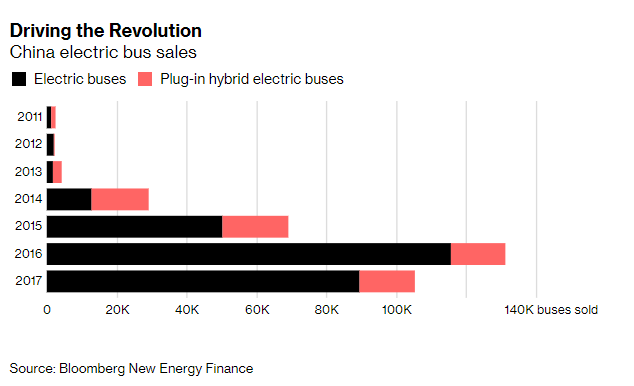 Driving the Revolution
China electric bus sales
Electric buses Plug-in hybrid electric buses
2011
2012
2013
2014
2015
2016
2017
0 20K 40K 60K 80K 100K 140K buses sold
Source: Bloomberg New Energy Finance